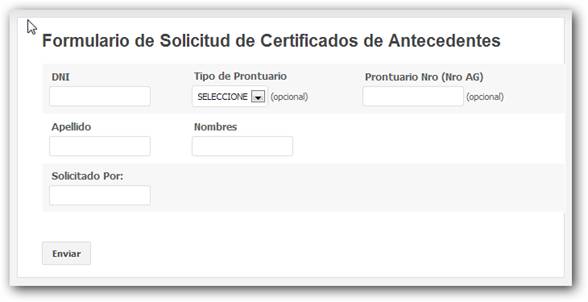 Formulario de Solicitud de Certificados de Antecedentes
DNI Tipo de Prontuario Prontuario Nro (Nro AG)
SELECCIONE (opcional) (opcional)
Apellido Nombres
Solicitado Por:
Enviar